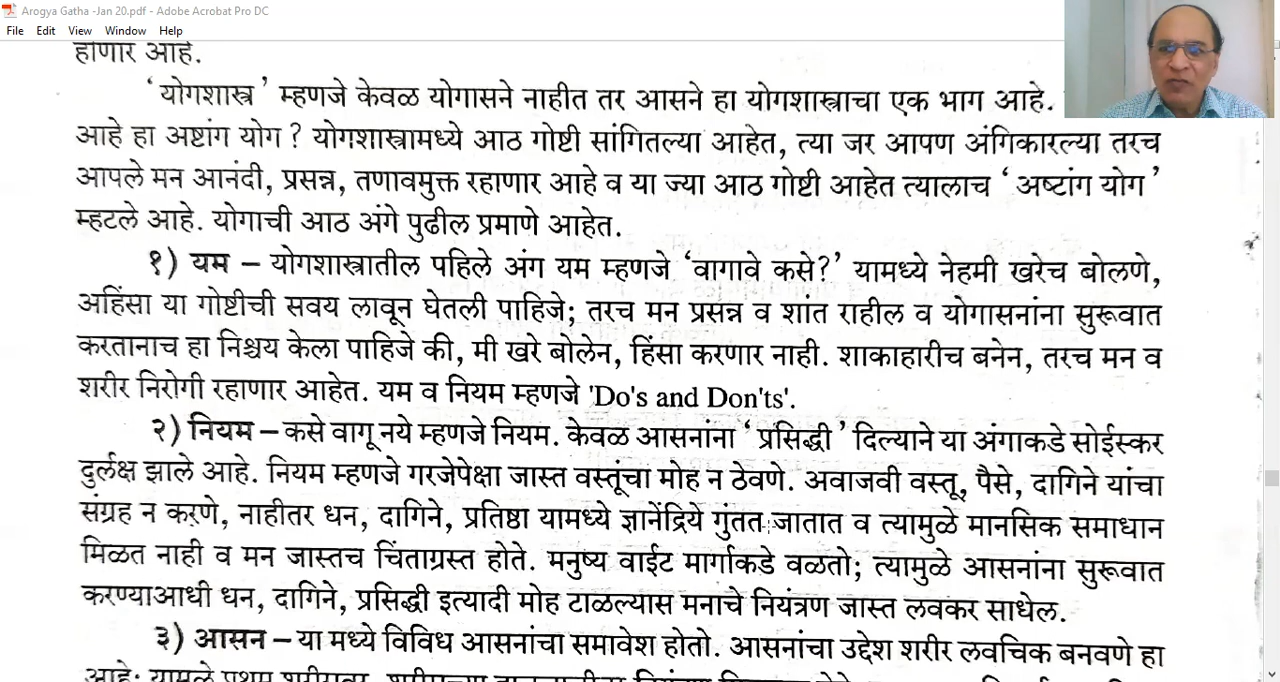 Arogya Gatha -Jan 20.pdf - Adobe Acrobat Pro DC
File Edit View Window Help
होणार आहे.
‘योगशास्त्र’ म्हणजे केवळ योगासने नाहीत तर आसने हा योगशास्त्राचा एक भाग आहे.
आहे हा अष्टांग योग? योगशास्त्रामध्ये आठ गोष्टी सांगितल्या आहेत, त्या जर आपण अंगिकारल्या तरच
आपले मन आनंदी, प्रसन्न, तणावमुक्त रहाणार आहे व या ज्या आठ गोष्टी आहेत त्यालाच ‘अष्टांग योग’
म्हटले आहे. योगाची आठ अंगे पुढील प्रमाणे आहेत.
१) यम – योगशास्त्रातील पहिले अंग यम म्हणजे ‘वागावे कसे?’ यामध्ये नेहमी खरेच बोलणे,
अहिंसा या गोष्टीची सवय लावून घेतली पाहिजे; तरच मन प्रसन्न व शांत राहील व योगासनांना सुरूवात
करतानाच हा निश्चय केला पाहिजे की, मी खरे बोलेन, हिंसा करणार नाही. शाकाहारीच बनेन, तरच मन व
शरीर निरोगी रहाणार आहेत. यम व नियम म्हणजे 'Do's and Don'ts'.
२) नियम – कसे वागू नये म्हणजे नियम. केवळ आसनांना ‘प्रसिद्धी’ दिल्याने या अंगाकडे सोईस्कर
दुर्लक्ष झाले आहे. नियम म्हणजे गरजेपेक्षा जास्त वस्तूंचा मोह न ठेवणे. अवाजवी वस्तू, पैसे, दागिने यांचा
संग्रह न करणे, नाहीतर धन, दागिने, प्रतिष्ठा यामध्ये ज्ञानेंद्रिये गुंतत जातात व त्यामुळे मानसिक समाधान
मिळत नाही व मन जास्तच चिंताग्रस्त होते. मनुष्य वाईट मार्गाकडे वळतो; त्यामुळे आसनांना सुरूवात
करण्याआधी धन, दागिने, प्रसिद्धी इत्यादी मोह टाळल्यास मनाचे नियंत्रण जास्त लवकर साधेल.
३) आसन – या मध्ये विविध आसनांचा समावेश होतो. आसनांचा उद्देश शरीर लवचिक बनवणे हा